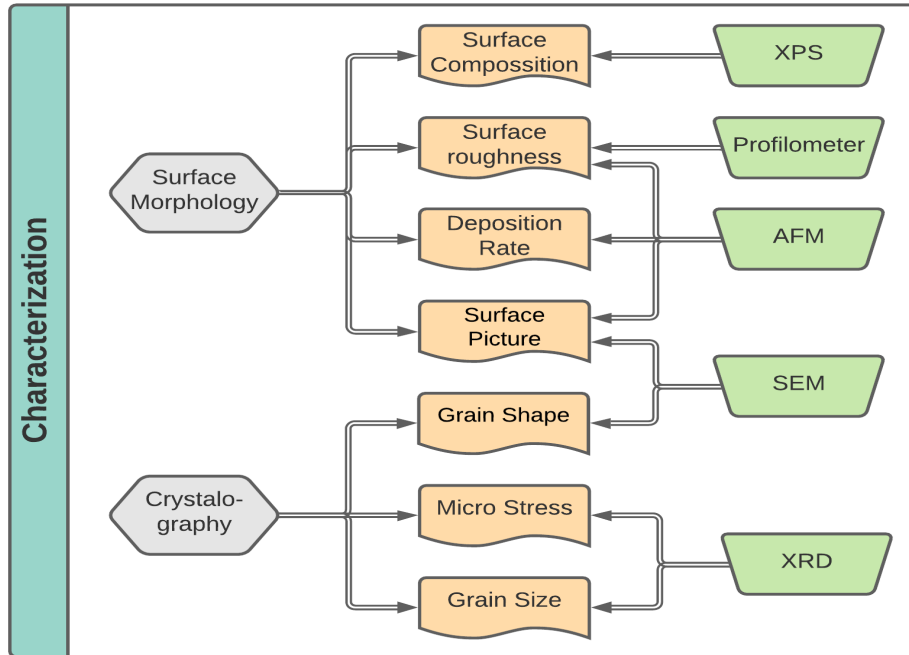 Characterization
Surface
Morphology
Crystalo-
graphy
Surface
Compossition
Surface
roughness
Deposition
Rate
Surface
Picture
Grain Shape
Micro Stress
Grain Size
XPS
Profilometer
AFM
SEM
XRD